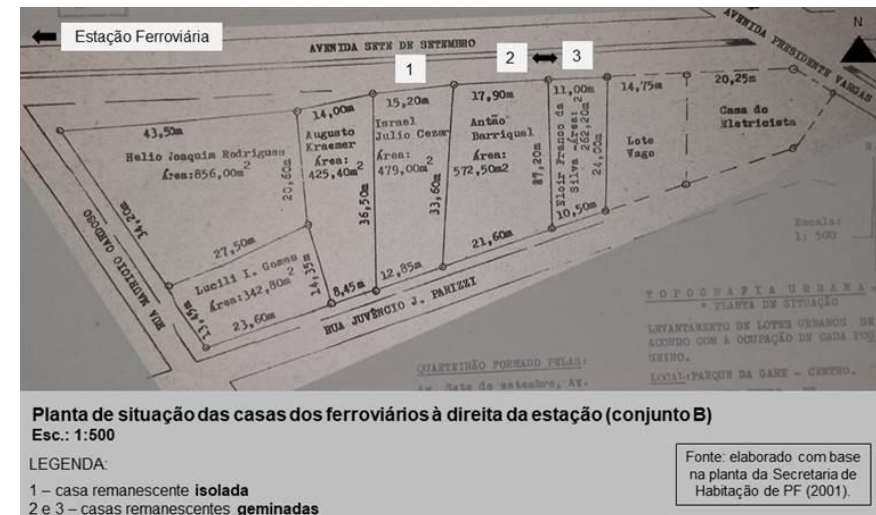 AVENIDA PRESIDENTE VARGAS
N
Estação Ferroviária
AVENIDA SETE DE SETEMBRO
1
2
3
43,50m
14,00m
15,20m
17,90m
11,00m
14,75m
20,25m
Helio Joaquim Rodrigues
Área:856,00m2
20,60m
Augusto
Kraemer
Área:
425,40m2
36,50m
Israel
Julio Cezar
Área:
479,00m2
33,60m
Antão
Barriquel
Área:
572,50m2
27,20m
Eloir Franco da
Silva -Área: 2
262,20m
24,00m
Lote
Vago
Casa do
Eletricista
34,20m
RUA MAURICIO CARDOSO
27,50m
Lucili I. Gomes
Área:342,80m2
14,35m
13,45m
23,60m
8,45m
12,85m
21,60m
10,50m
RUA JUVÊNCIO J. PARIZZI
Escala:
1: 500
TOPOGRAFIA URBANA
PLANTA DE SITUAÇÃO
LEVANTAMENTO DE LOTES URBANOS DE
ACORDO COM A OCUPAÇÃO DE CADA
LOCAL:PARQUE DA GARE - CENTRO.
QUARTEIRÃO FORMADO PELAS:
Av. Sete de setembro, Av.
Planta de situação das casas dos ferroviários à direita da estação (conjunto B)
Esc.: 1:500
LEGENDA:
1 – casa remanescente isolada
2 e 3 – casas remanescentes geminadas
Fonte: elaborado com base
na planta da Secretaria de
Habitação de PF (2001).